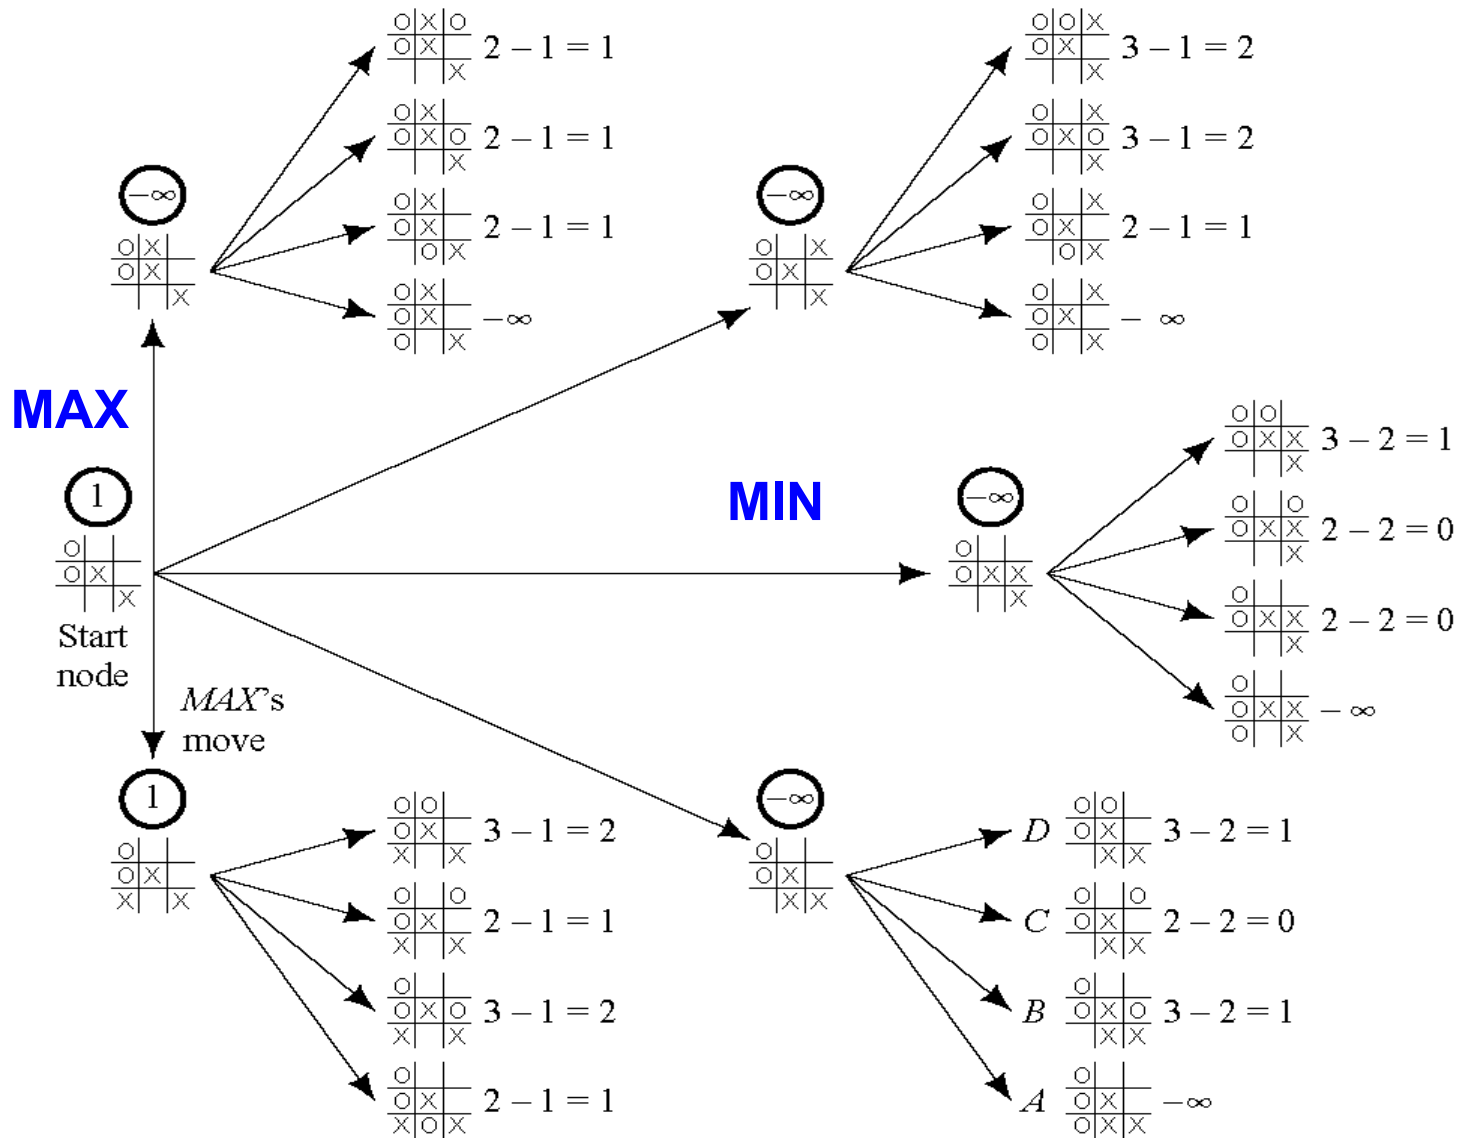 O X O
O X 2 – 1 = 1
X
O X
O X O 2 – 1 = 1
X
O X
O X 2 – 1 = 1
O X
O X
O X –∞
O X
–∞
O X
O X
X
O O X
O X 3 – 1 = 2
X
O X
O X O 3 – 1 = 2
X
O X
O X 2 – 1 = 1
O X
O X
O X – ∞
O X
–∞
O X
O X
X
MAX
1
O
O X
X
Start
node
MAX's
move
MIN
–∞
O
O X X
X
O O
O X X 3 – 2 = 1
X
O O
O X X 2 – 2 = 0
X
O
O X X 2 – 2 = 0
X
O
O X X – ∞
O X
1
O
O X
X X
O O
O X 3 – 1 = 2
X X
O O
O X 2 – 1 = 1
X X
O
O X O 3 – 1 = 2
X X
O
O X 2 – 1 = 1
X O X
–∞
O
O X
X X
O O
D O X 3 – 2 = 1
X X
O O
C O X 2 – 2 = 0
X X
O
B O X O 3 – 2 = 1
X X
O
A O X –∞
O X X